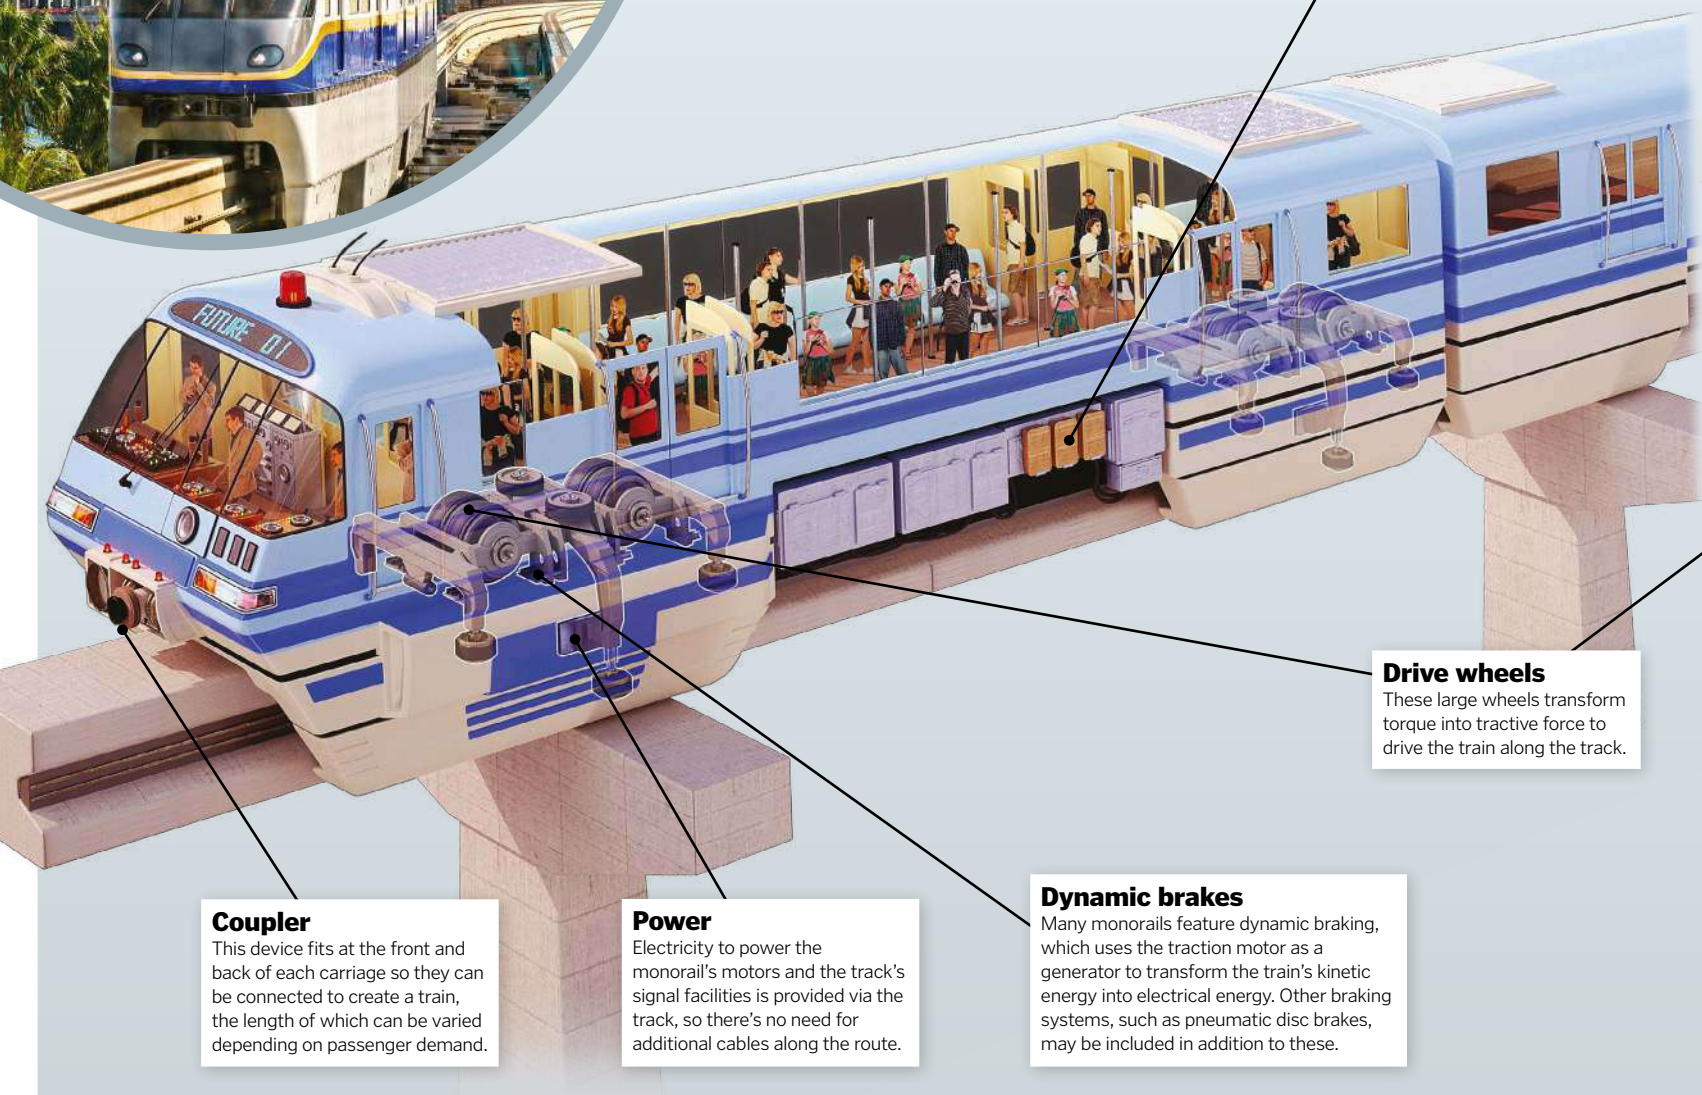 FUTURE 01
Drive wheels
These large wheels transform
torque into tractive force to
drive the train along the track.
Coupler
This device fits at the front and
back of each carriage so they can
be connected to create a train,
the length of which can be varied
depending on passenger demand.
Power
Electricity to power the
monorail's motors and the track's
signal facilities is provided via the
track, so there's no need for
additional cables along the route.
Dynamic brakes
Many monorails feature dynamic braking,
which uses the traction motor as a
generator to transform the train's kinetic
energy into electrical energy. Other braking
systems, such as pneumatic disc brakes,
may be included in addition to these.